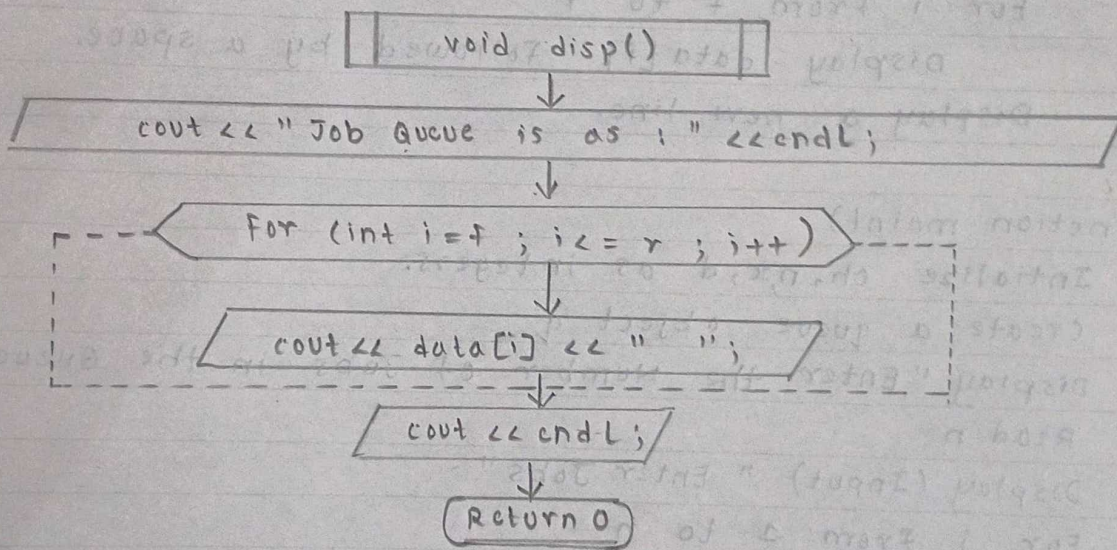 void disp()
cout << " Job Queue is as : " <<endl;
For (int i=f ; i<= r ; i++)
cout << data[i] << "  ";
cout << endl;
Return 0